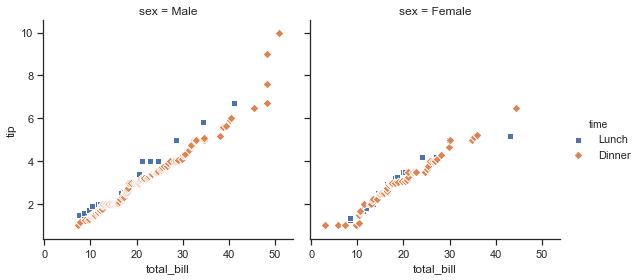 sex = Male
sex = Female
10
8
6
4
2
tip
0 10 20 30 40 50
0 10 20 30 40 50
total_bill
total_bill
time
Lunch
Dinner